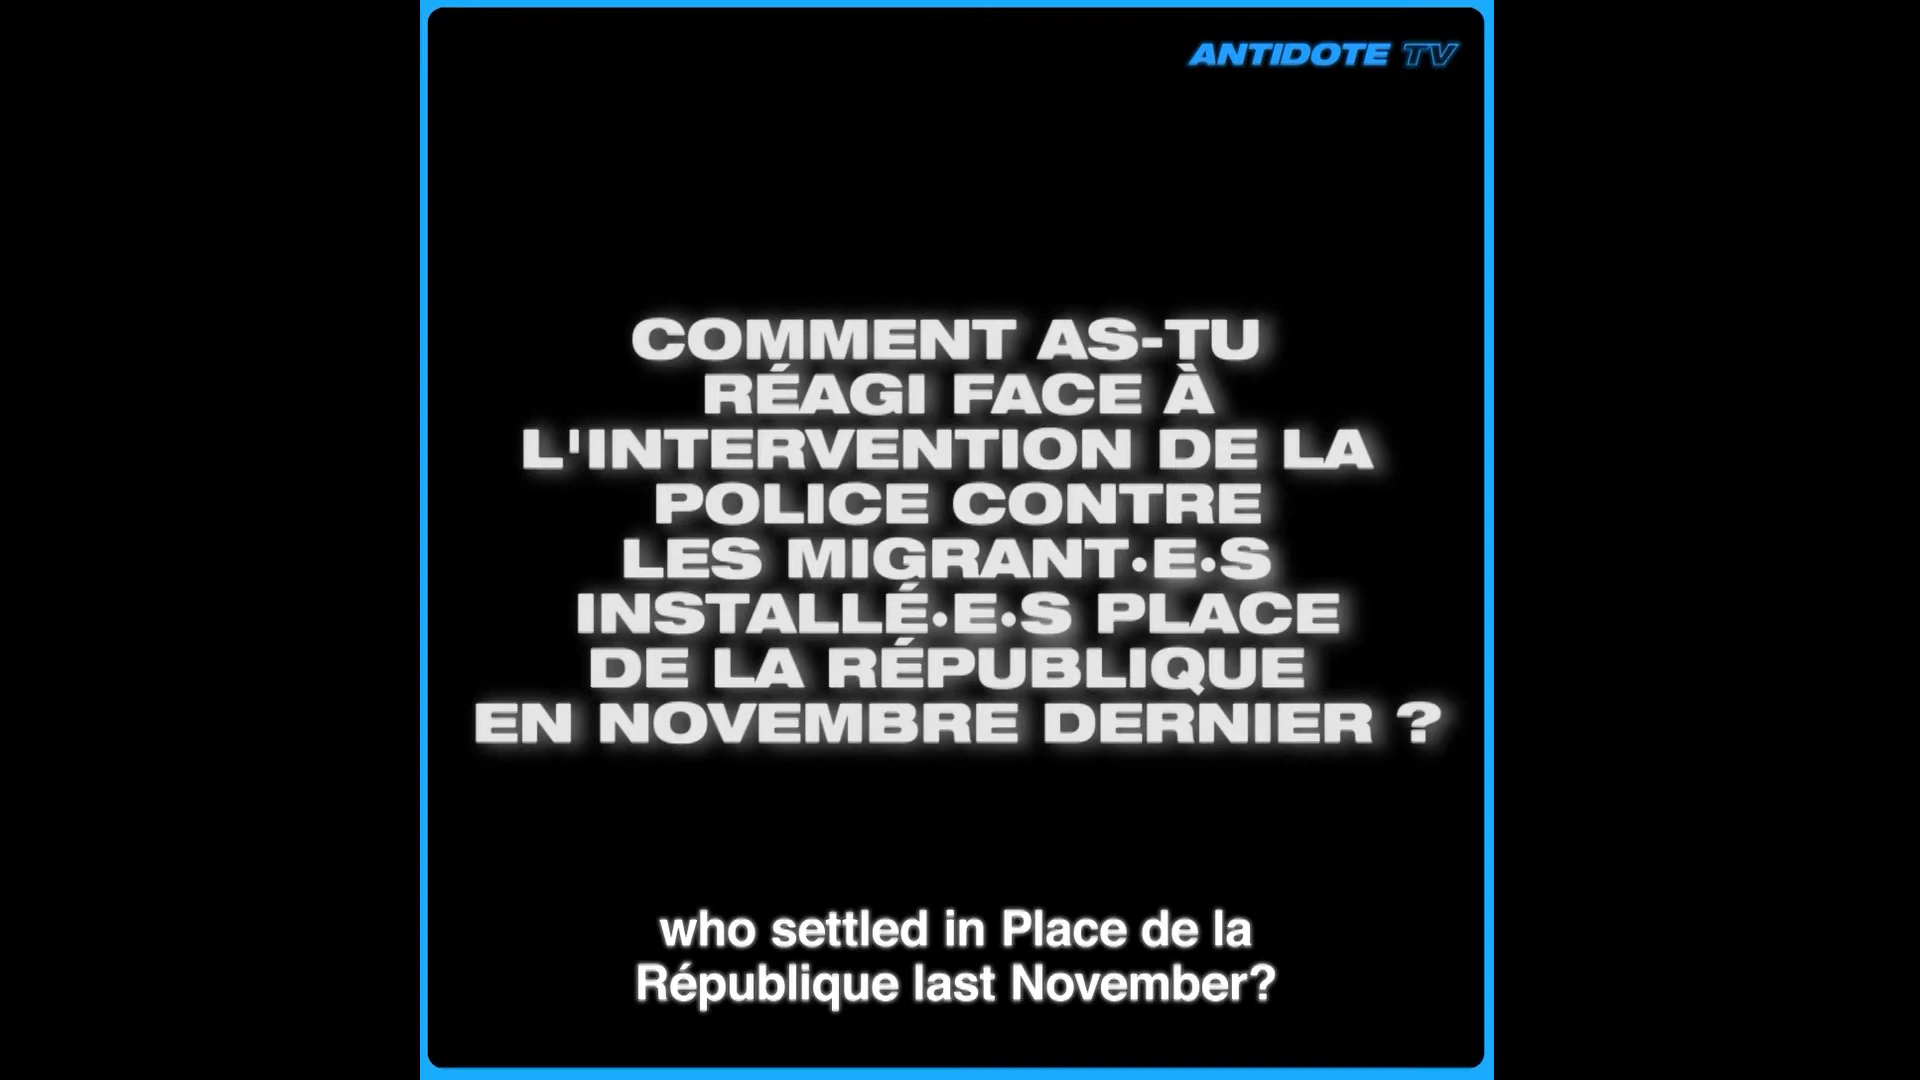 ANTIDOTE TV
COMMENT AS-TU
RÉAGI FACE À
L'INTERVENTION DE LA
POLICE CONTRE
LES MIGRANT·E·S
INSTALLÉ·E·S PLACE
DE LA RÉPUBLIQUE
EN NOVEMBRE DERNIER ?
who settled in Place de la
République last November?